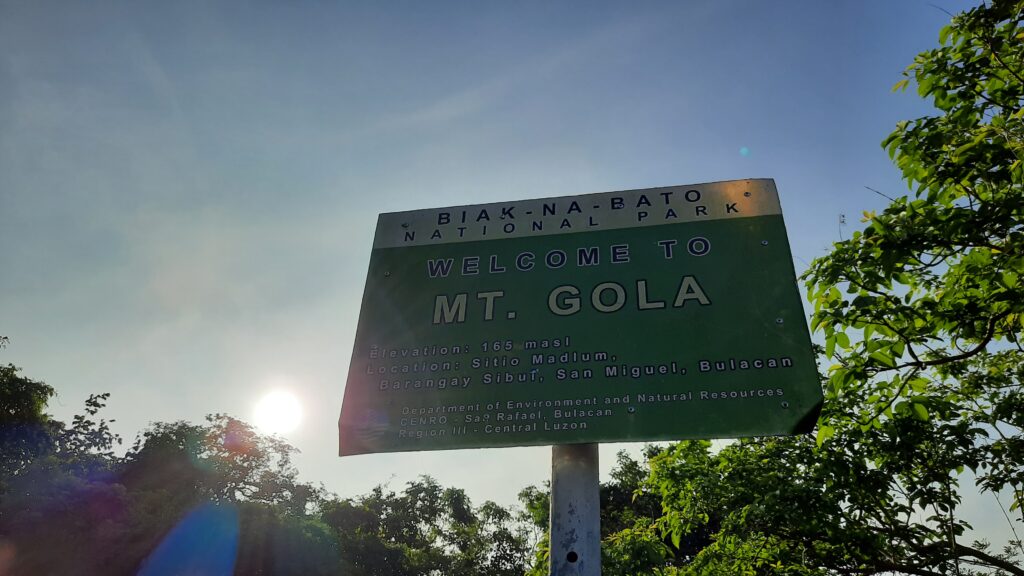 BIAK-NA-BATO
NATIONAL PARK
WELCOME TO
MT. GOLA
Elevation: 165 masl
Location: Sitio Madlum,
Barangay Sibul, San Miguel, Bulacan
Department of Environment and Natural Resources
CENRO - San Rafael, Bulacan
Region III - Central Luzon